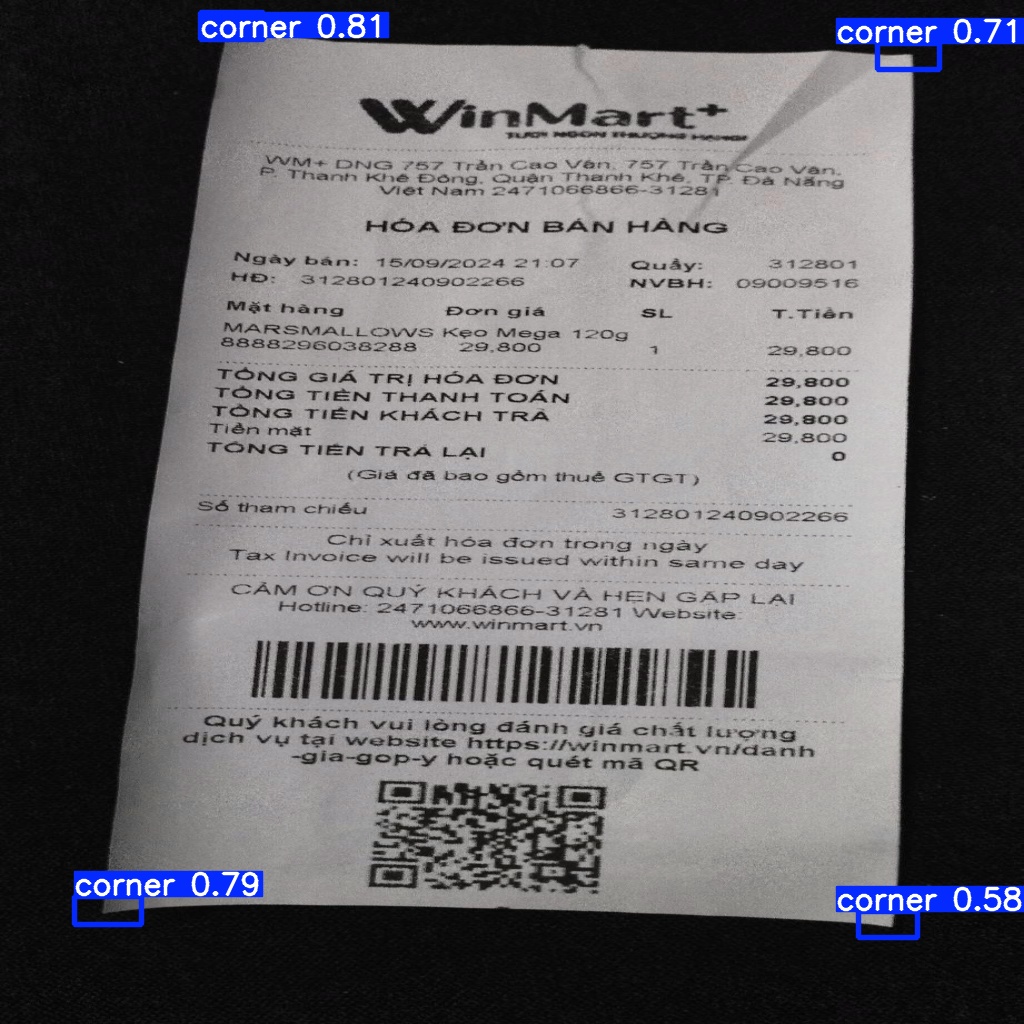 corner 0.81
corner 0.71
WinMart+
TƯƠI NGON THƯỢNG HẠNG!
WM+ DNG 757 Trần Cao Vân, 757 Trần Cao Vân,
P. Thanh Khê Đông, Quận Thanh Khê, TP. Đà Nẵng
Việt Nam 2471066866-31281
HÓA ĐƠN BÁN HÀNG
Ngày bán: 15/09/2024 21:07 Quầy: 312801
HĐ: 312801240902266 NVBH: 09009516
Mặt hàng Đơn giá SL T.Tiền
MARSMALLOWS Kẹo Mega 120g
8888296038288 29,800 1 29,800
TỔNG GIÁ TRỊ HÓA ĐƠN 29,800
TỔNG TIỀN THANH TOÁN 29,800
TỔNG TIỀN KHÁCH TRẢ 29,800
Tiền mặt 29,800
TỔNG TIỀN TRẢ LẠI 0
(Giá đã bao gồm thuế GTGT)
Số tham chiếu 312801240902266
Chỉ xuất hóa đơn trong ngày
Tax Invoice will be issued within same day
CẢM ƠN QUÝ KHÁCH VÀ HẸN GẶP LẠI
Hotline: 2471066866-31281 Website:
www.winmart.vn
Quý khách vui lòng đánh giá chất lượng
dịch vụ tại website https://winmart.vn/danh
-gia-gop-y hoặc quét mã QR
corner 0.79
corner 0.58